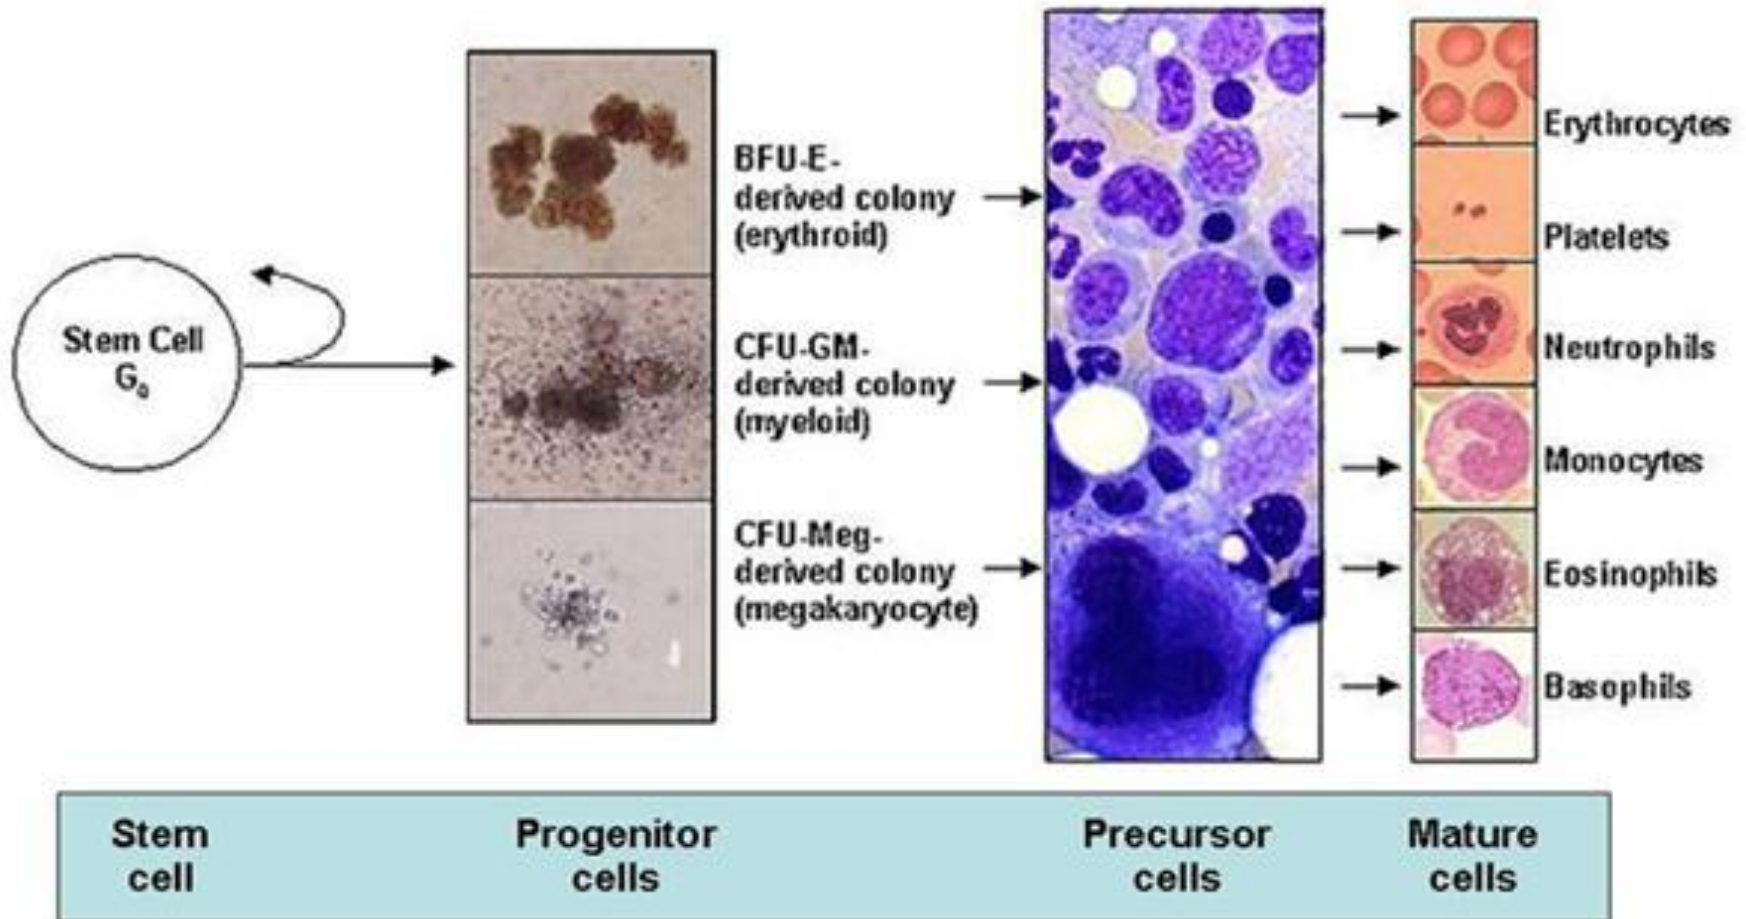 Stem Cell
G₀
BFU-E-
derived colony
(erythroid)
CFU-GM-
derived colony
(myeloid)
CFU-Meg-
derived colony
(megakaryocyte)
Erythrocytes
Platelets
Neutrophils
Monocytes
Eosinophils
Basophils
Stem
cell
Progenitor
cells
Precursor
cells
Mature
cells